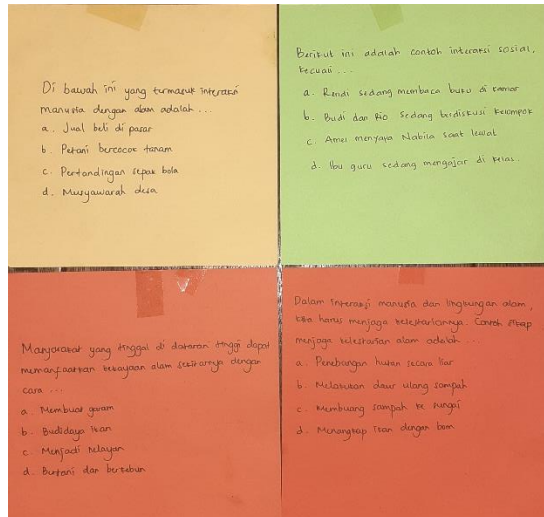 Di bawah ini yang termasuk interaksi
manusia dengan alam adalah ...
a. Jual beli di pasar
b. Petani bercocok tanam
c. Pertandingan sepak bola
d. Musyawarah desa
Berikut ini adalah contoh interaksi sosial,
kecuali ...
a. Rendi sedang membaca buku di kamar
b. Budi dan Rio sedang berdiskusi kelompok
c. Amel menyapa Nabila saat lewat
d. Ibu guru sedang mengajar di kelas.
Masyarakat yang tinggal di dataran tinggi dapat
memanfaatkan kekayaan alam sekitarnya dengan
cara ...
a. Membuat garam
b. Budidaya ikan
c. Menjadi nelayan
d. Bertani dan berkebun
Dalam interaksi manusia dan lingkungan alam,
kita harus menjaga kelestariannya. Contoh sikap
menjaga kelestarian alam adalah ...
a. Penebangan hutan secara liar
b. Melakukan daur ulang sampah
c. Membuang sampah ke sungai
d. Menangkap ikan dengan bom